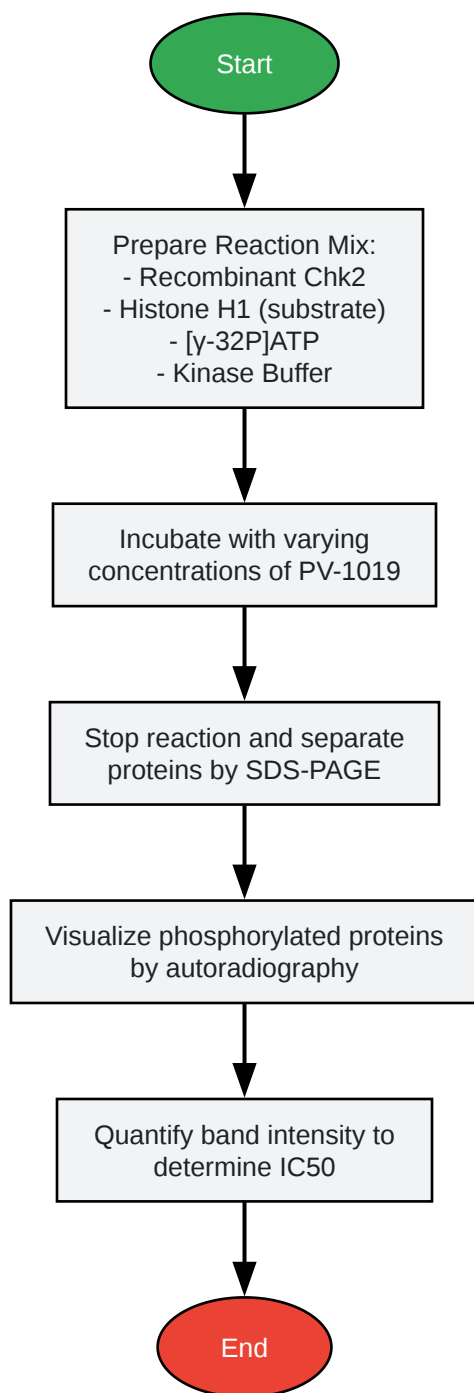 Start
Prepare Reaction Mix:
- Recombinant Chk2
- Histone H1 (substrate)
- [γ-32P]ATP
- Kinase Buffer
Incubate with varying
concentrations of PV-1019
Stop reaction and separate
proteins by SDS-PAGE
Visualize phosphorylated proteins
by autoradiography
Quantify band intensity to
determine IC50
End